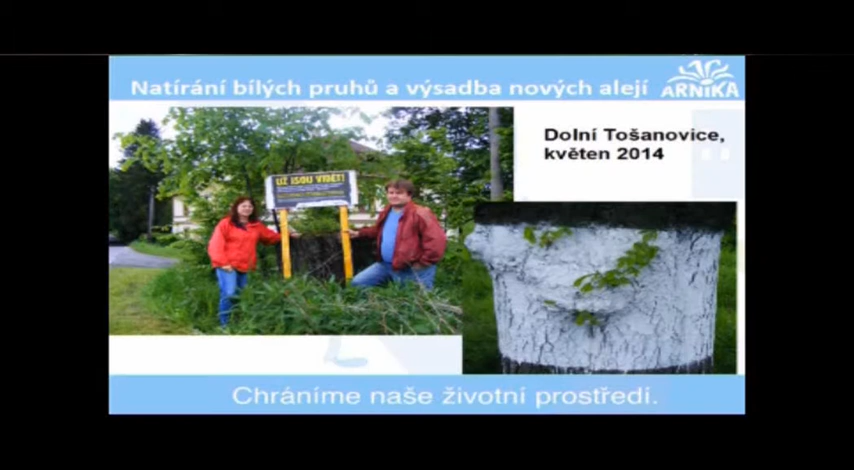 Natírání bílých pruhů a výsadba nových alejí
ARNIKA
Dolní Tošanovice,
květen 2014
UŽ JSOU VIDĚT!
Chráníme naše životní prostředí.